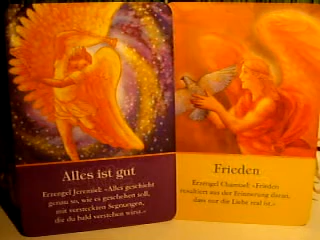 Alles ist gut
Erzengel Jeremiel: «Alles geschieht
genau so, wie es geschehen soll,
mit versteckten Segnungen,
die du bald verstehen wirst.»
Frieden
Erzengel Chamuel: «Frieden
resultiert aus der Erinnerung daran,
dass nur die Liebe real ist.»